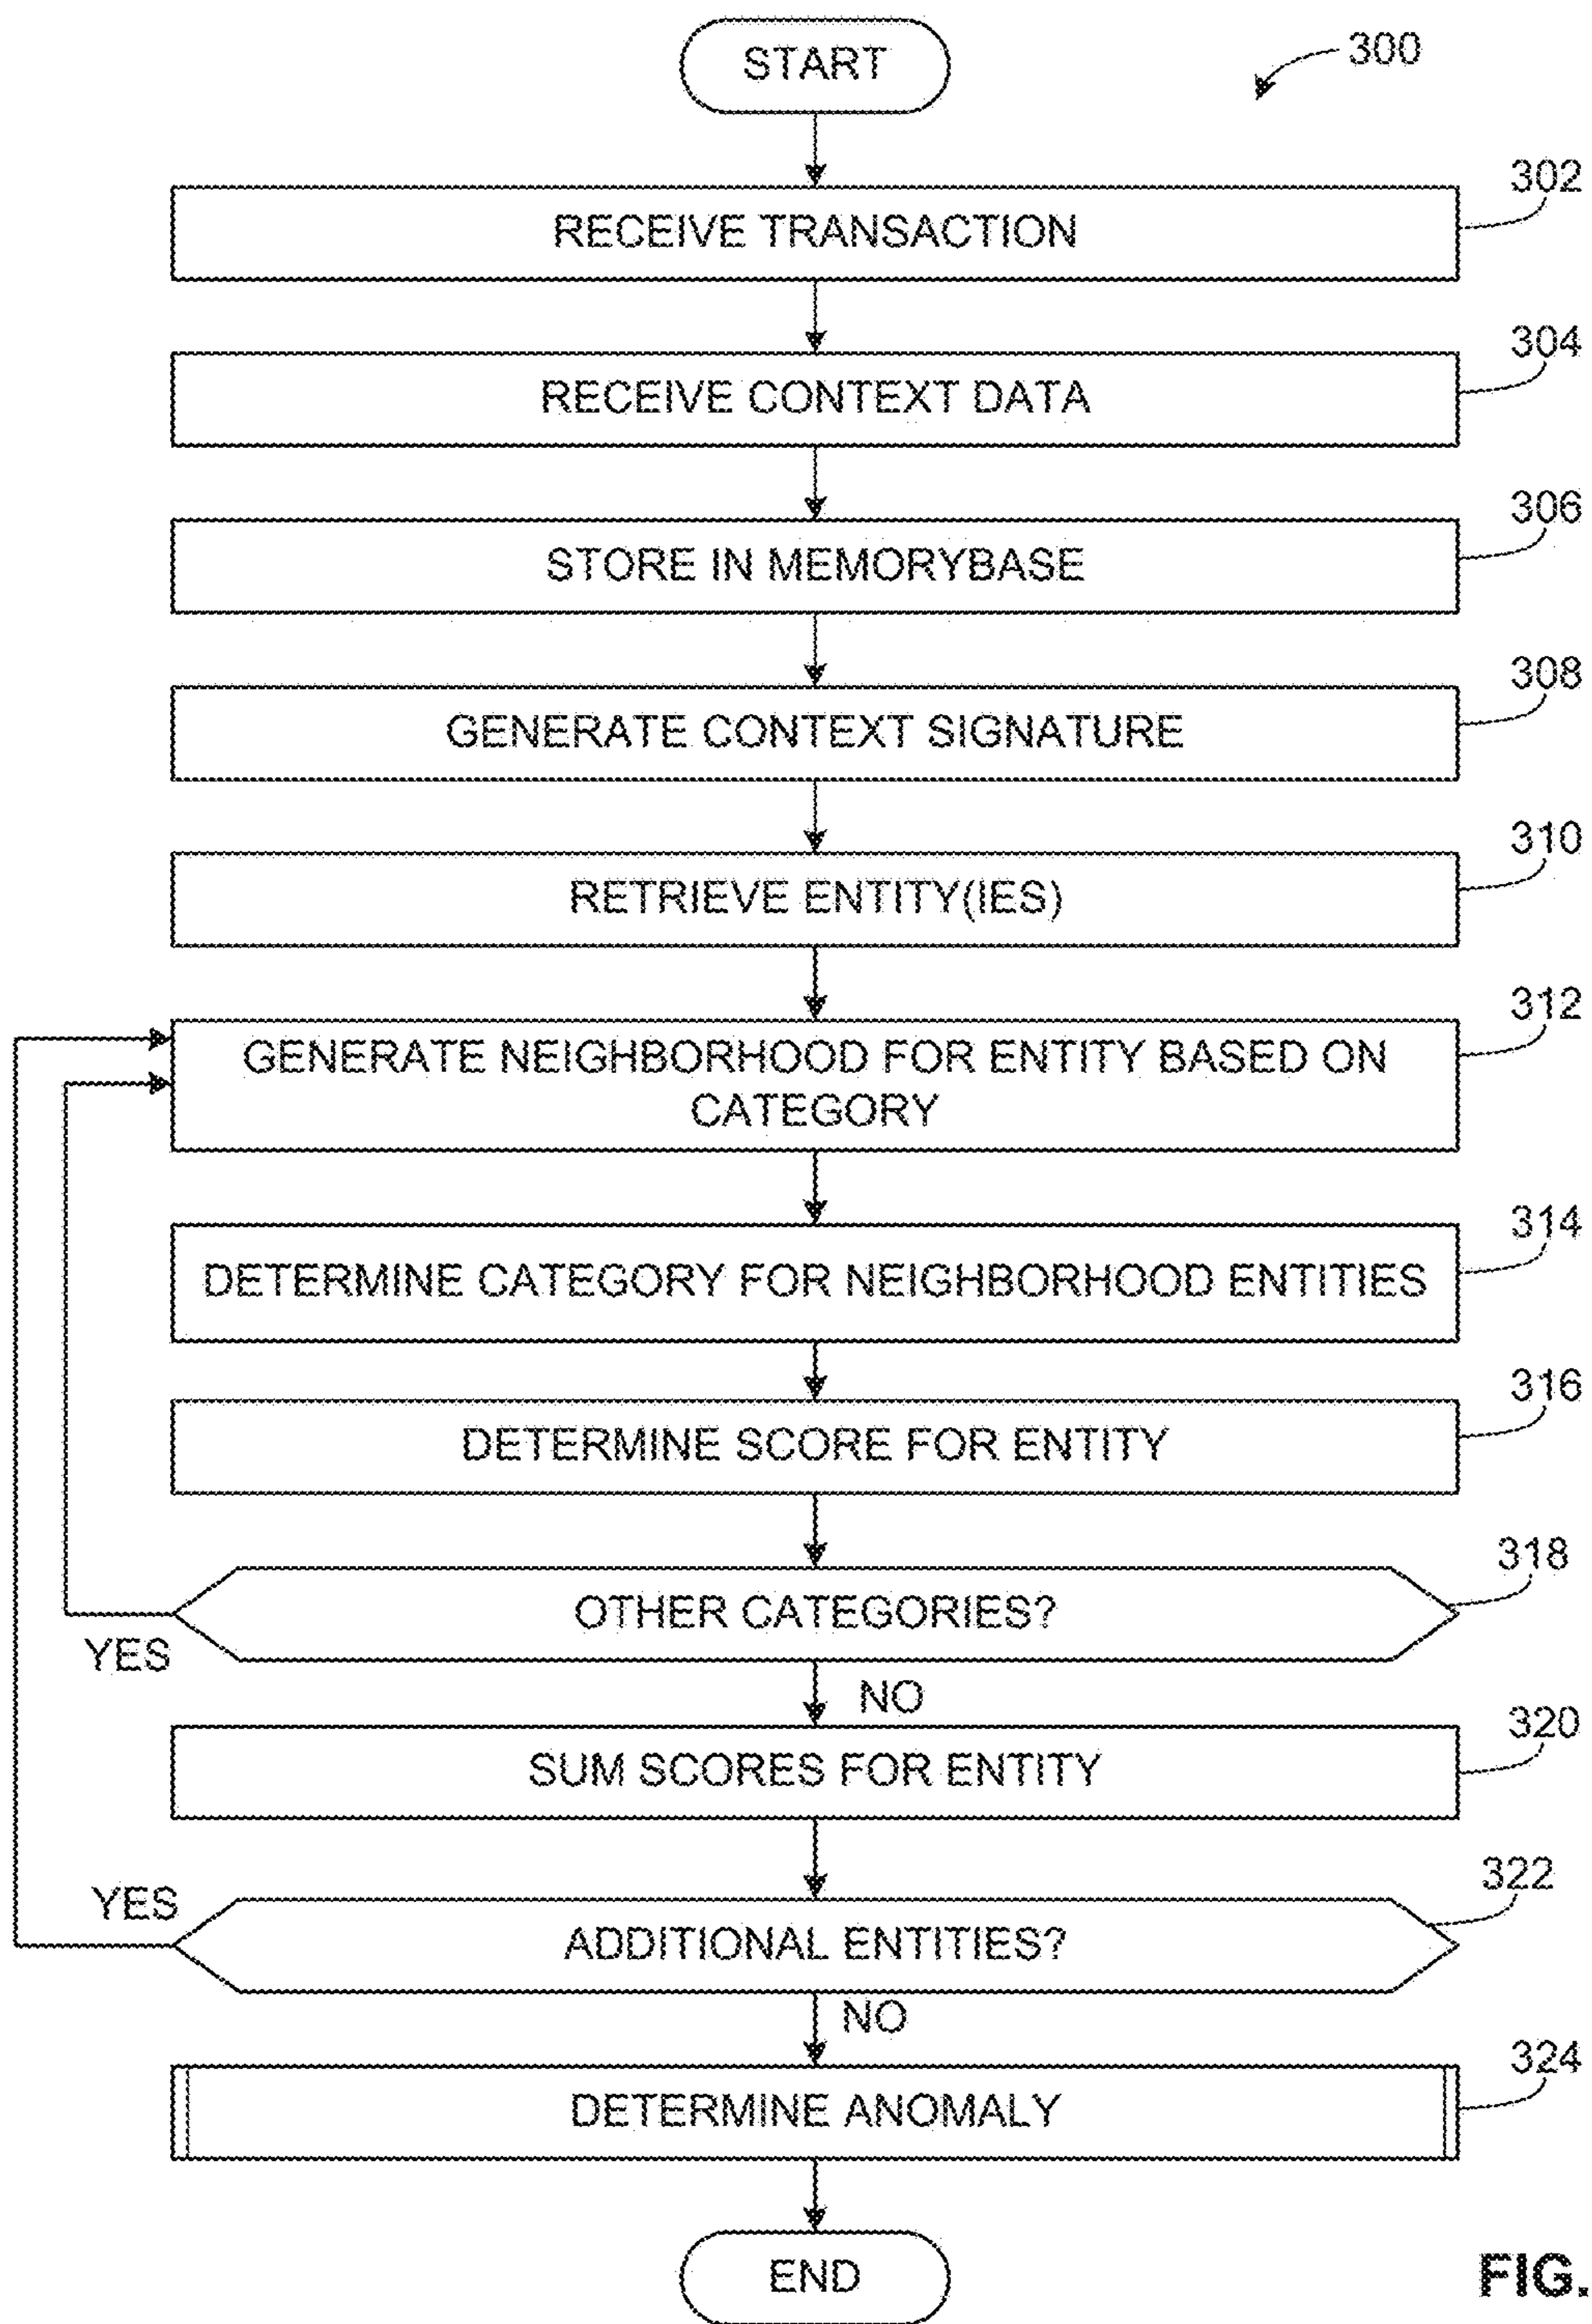 START
300
RECEIVE TRANSACTION
302
RECEIVE CONTEXT DATA
304
STORE IN MEMORYBASE
306
GENERATE CONTEXT SIGNATURE
308
RETRIEVE ENTITY(IES)
310
GENERATE NEIGHBORHOOD FOR ENTITY BASED ON
CATEGORY
312
DETERMINE CATEGORY FOR NEIGHBORHOOD ENTITIES
314
DETERMINE SCORE FOR ENTITY
316
OTHER CATEGORIES?
318
YES
NO
SUM SCORES FOR ENTITY
320
YES
ADDITIONAL ENTITIES?
322
NO
DETERMINE ANOMALY
324
END
FIG.